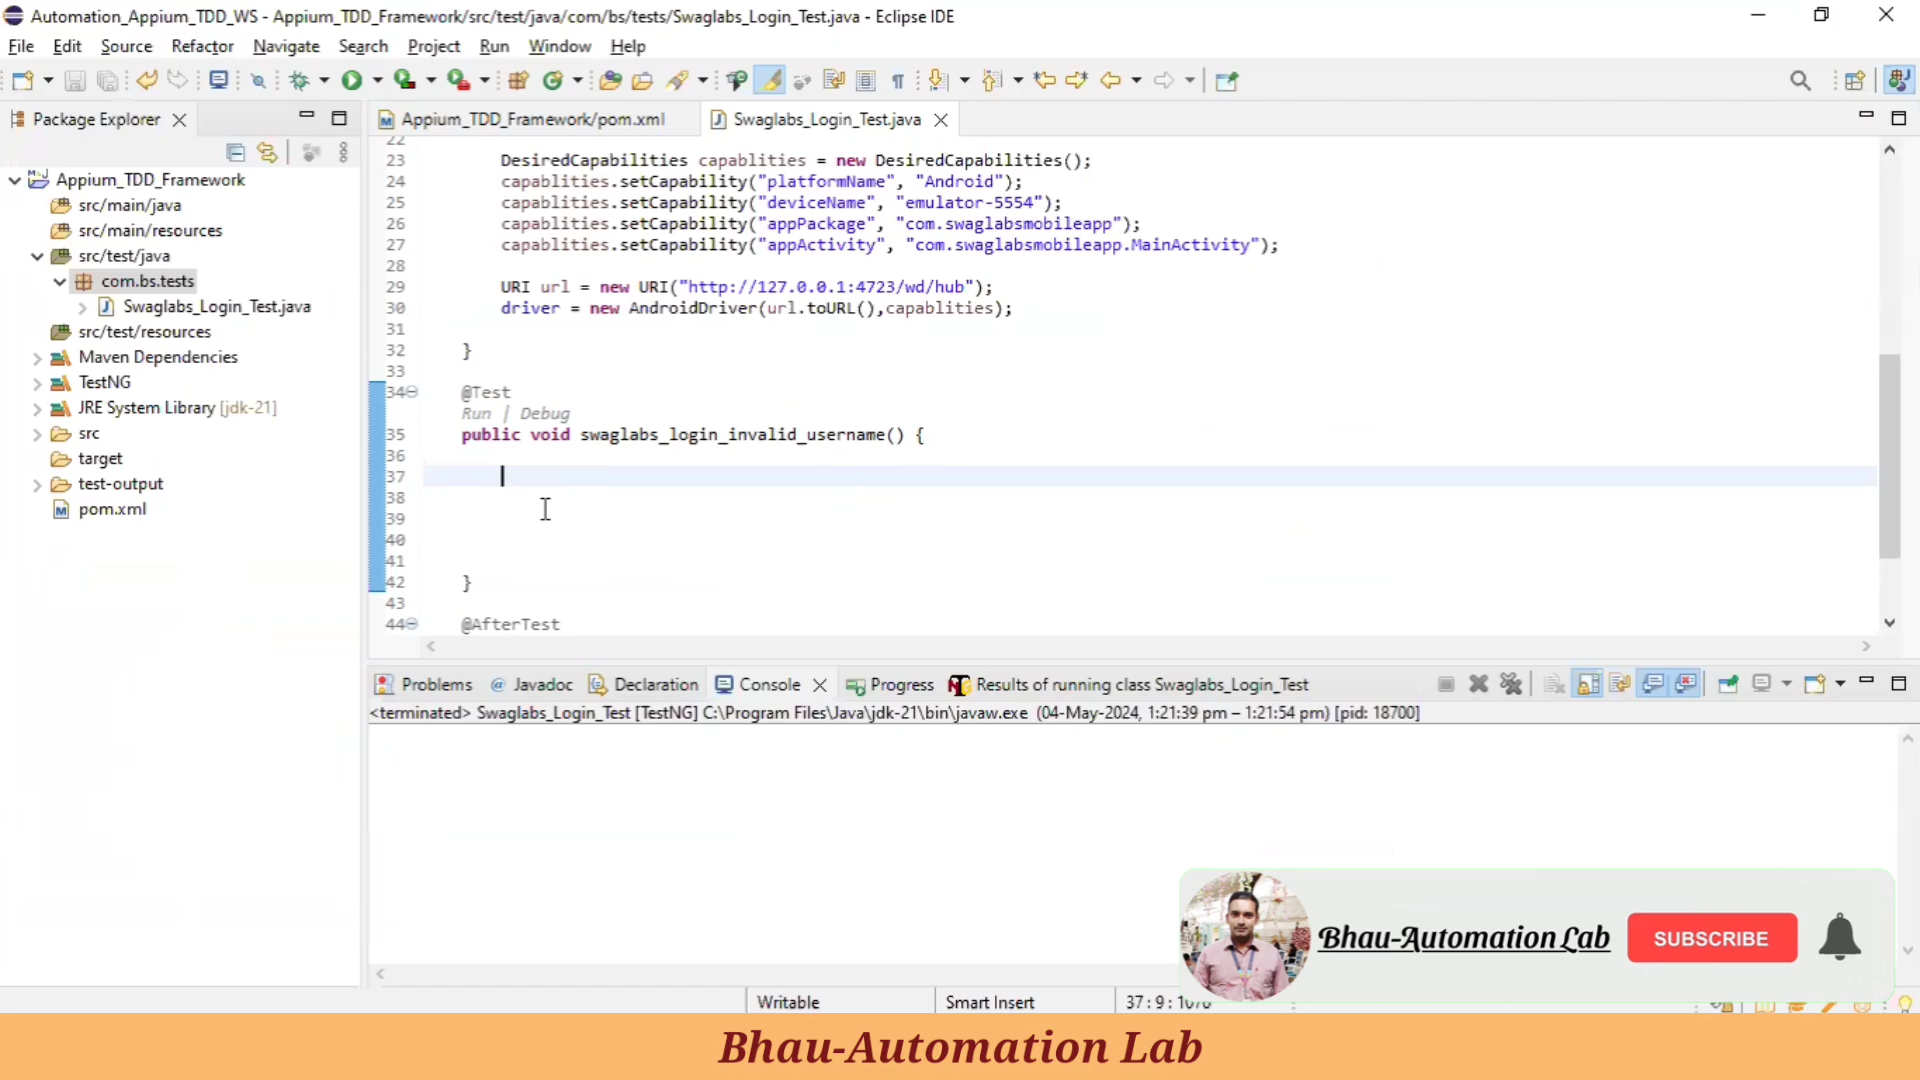 Automation_Appium_TDD_WS - Appium_TDD_Framework/src/test/java/com/bs/tests/Swaglabs_Login_Test.java - Eclipse IDE
File Edit Source Refactor Navigate Search Project Run Window Help
Package Explorer
Appium_TDD_Framework/pom.xml
Swaglabs_Login_Test.java
Appium_TDD_Framework
src/main/java
src/main/resources
src/test/java
com.bs.tests
Swaglabs_Login_Test.java
src/test/resources
Maven Dependencies
TestNG
JRE System Library [jdk-21]
src
target
test-output
pom.xml
22
23 DesiredCapabilities capablities = new DesiredCapabilities();
24 capablities.setCapability("platformName", "Android");
25 capablities.setCapability("deviceName", "emulator-5554");
26 capablities.setCapability("appPackage", "com.swaglabsmobileapp");
27 capablities.setCapability("appActivity", "com.swaglabsmobileapp.MainActivity");
28
29 URI url = new URI("http://127.0.0.1:4723/wd/hub");
30 driver = new AndroidDriver(url.toURL(),capablities);
31
32 }
33
34 @Test
Run | Debug
35 public void swaglabs_login_invalid_username() {
36
37
38
39
40
41
42 }
43
44 @AfterTest
Problems Javadoc Declaration Console Progress Results of running class Swaglabs_Login_Test
<terminated> Swaglabs_Login_Test [TestNG] C:\Program Files\Java\jdk-21\bin\javaw.exe (04-May-2024, 1:21:39 pm – 1:21:54 pm) [pid: 18700]
Bhau-Automation Lab
SUBSCRIBE
Writable Smart Insert 37 : 9 : 1070
Bhau-Automation Lab